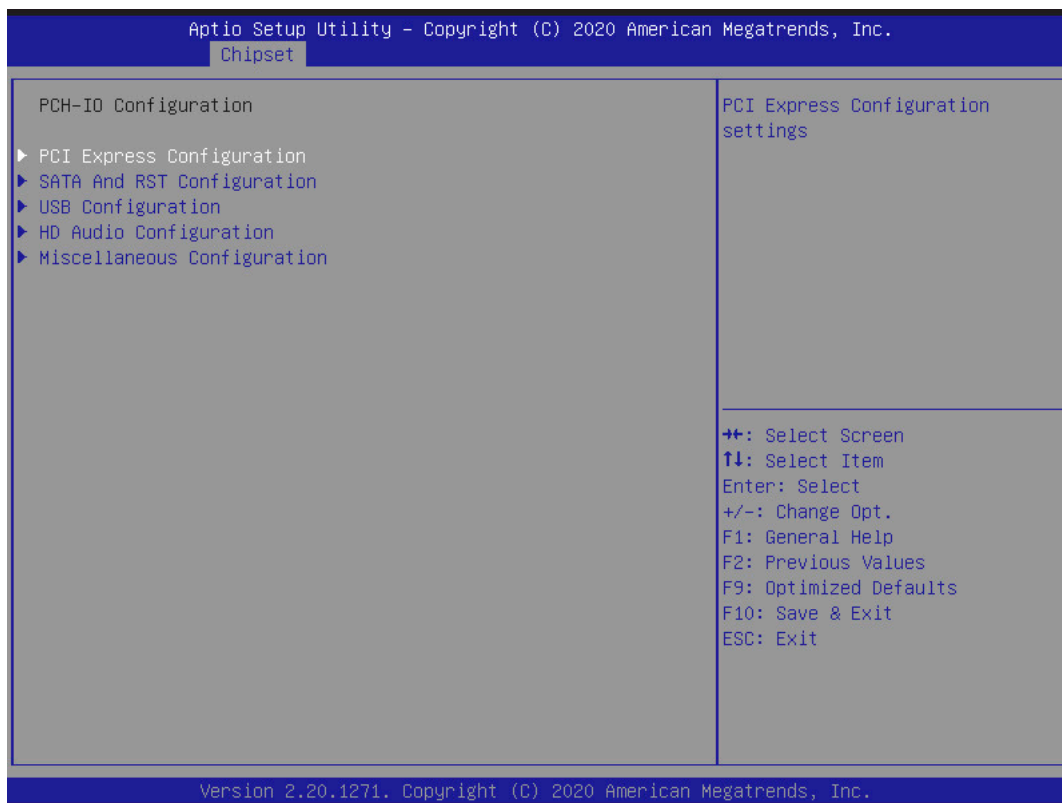 Aptio Setup Utility – Copyright (C) 2020 American Megatrends, Inc.
Chipset
PCH-IO Configuration
PCI Express Configuration
SATA And RST Configuration
USB Configuration
HD Audio Configuration
Miscellaneous Configuration
PCI Express Configuration
settings
→←: Select Screen
↑↓: Select Item
Enter: Select
+/-: Change Opt.
F1: General Help
F2: Previous Values
F9: Optimized Defaults
F10: Save & Exit
ESC: Exit
Version 2.20.1271. Copyright (C) 2020 American Megatrends, Inc.